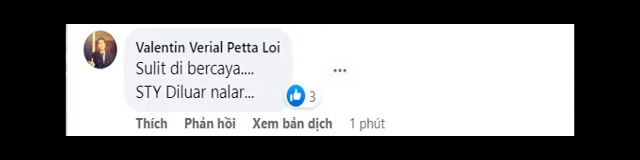 Valentin Verial Petta Loi
Sulit di bercaya....
STY Diluar nalar...
3
Thích Phản hồi Xem bản dịch 1 phút